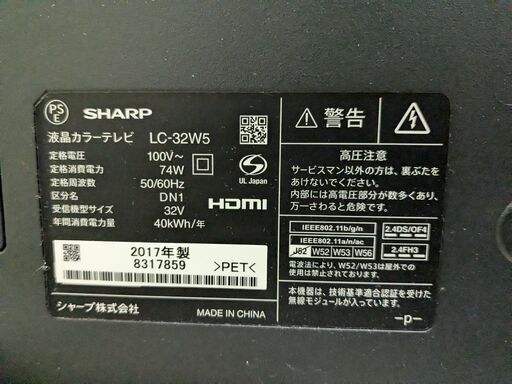 PS
E
SHARP
液晶カラーテレビ LC-32W5
定格電圧 100V~
定格消費電力 74W
定格周波数 50/60Hz
区分名 DN1
受信機型サイズ 32V
年間消費電力量 40kWh/年
UL Japan
HDMI
2017年製
8317859
>PET<
シャープ株式会社
MADE IN CHINA
警告
高圧注意
サービスマン以外の方は、裏ぶたを
あけないでください。
内部には高電圧部分が数多くあり、
万一さわると危険です。
IEEE802.11b/g/n
2.4DS/OF4
IEEE802.11a/n/ac
J52 W52 W53 W56
2.4FH3
電波法により、W52/W53は屋外での
使用は禁じられています。
本機器は、技術基準適合認証を受けた
無線モジュールが入っています。
-p-